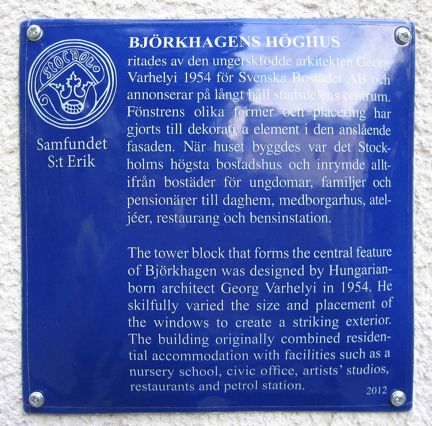 STOCHOLM
Samfundet
S:t Erik
BJÖRKHAGENS HÖGHUS
ritades av den ungerskfödde arkitekten Georg
Varhelyi 1954 för Svenska Bostäder AB och
annonserar på långt håll stadsdelens centrum.
Fönstrens olika former och placering har
gjorts till dekorativa element i den anslående
fasaden. När huset byggdes var det Stock-
holms högsta bostadshus och inrymde allt-
ifrån bostäder för ungdomar, familjer och
pensionärer till daghem, medborgarhus, atel-
jéer, restaurang och bensinstation.
The tower block that forms the central feature
of Björkhagen was designed by Hungarian-
born architect Georg Varhelyi in 1954. He
skilfully varied the size and placement of
the windows to create a striking exterior.
The building originally combined residen-
tial accommodation with facilities such as a
nursery school, civic office, artists' studios,
restaurants and petrol station.
2012